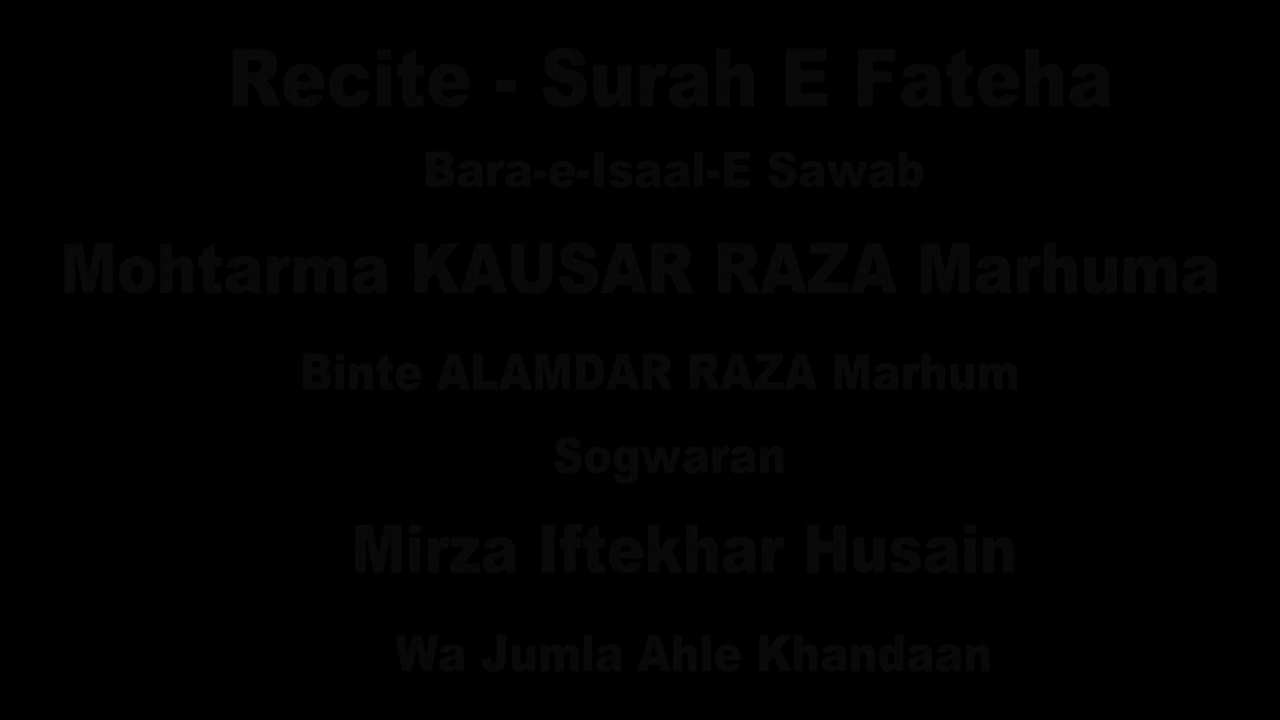 Recite - Surah E Fateha
Bara-e-Isaal-E Sawab
Mohtarma KAUSAR RAZA Marhuma
Binte ALAMDAR RAZA Marhum
Sogwaran
Mirza Iftekhar Husain
Wa Jumla Ahle Khandaan